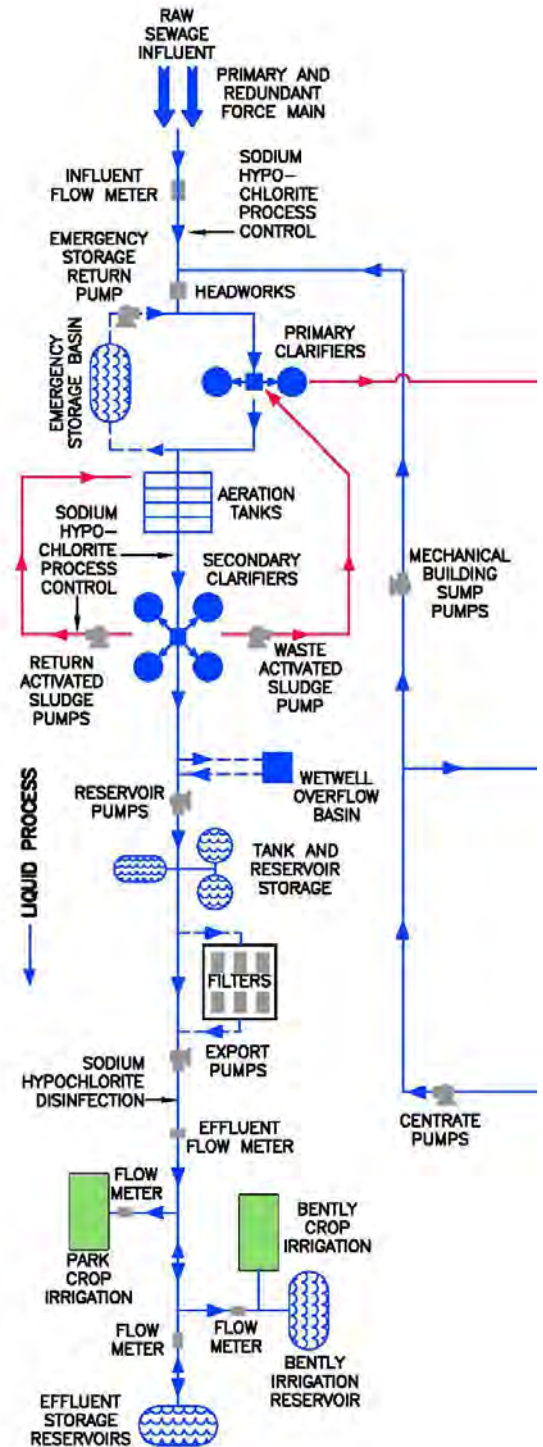 RAW
SEWAGE
INFLUENT
PRIMARY AND
REDUNDANT
FORCE MAIN
INFLUENT
FLOW METER
SODIUM
HYPO-
CHLORITE
PROCESS
CONTROL
EMERGENCY
STORAGE
RETURN
PUMP
HEADWORKS
PRIMARY
CLARIFIERS
EMERGENCY
STORAGE BASIN
AERATION
TANKS
SODIUM
HYPO-
CHLORITE
PROCESS
CONTROL
SECONDARY
CLARIFIERS
MECHANICAL
BUILDING
SUMP
PUMPS
RETURN
ACTIVATED
SLUDGE
PUMPS
WASTE
ACTIVATED
SLUDGE
PUMP
LIQUID PROCESS
RESERVOIR
PUMPS
WETWELL
OVERFLOW
BASIN
TANK AND
RESERVOIR
STORAGE
FILTERS
EXPORT
PUMPS
SODIUM
HYPOCHLORITE
DISINFECTION
CENTRATE
PUMPS
EFFLUENT
FLOW METER
FLOW
METER
PARK
CROP
IRRIGATION
BENTLY
CROP
IRRIGATION
FLOW
METER
FLOW
METER
BENTLY
IRRIGATION
RESERVOIR
EFFLUENT
STORAGE
RESERVOIRS